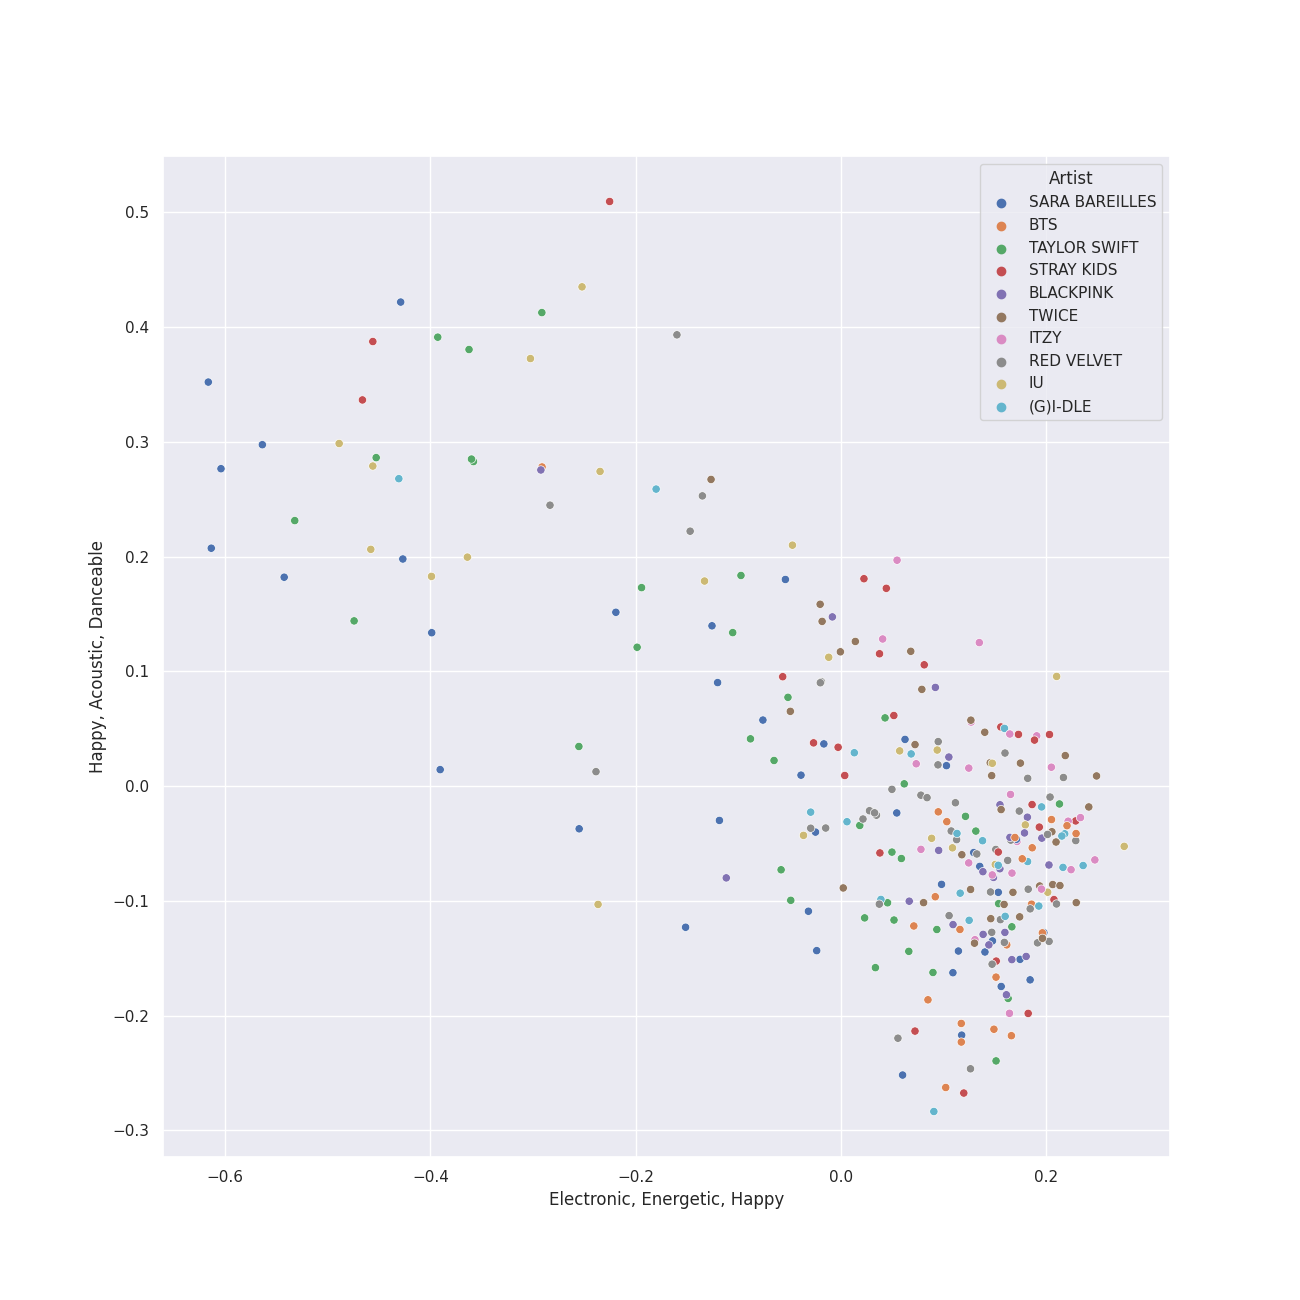 Artist
SARA BAREILLES
BTS
TAYLOR SWIFT
STRAY KIDS
BLACKPINK
TWICE
ITZY
RED VELVET
IU
(G)I-DLE
0.5
0.4
0.3
0.2
0.1
0.0
−0.1
−0.2
−0.3
Happy, Acoustic, Danceable
−0.6
−0.4
−0.2
0.0
0.2
Electronic, Energetic, Happy